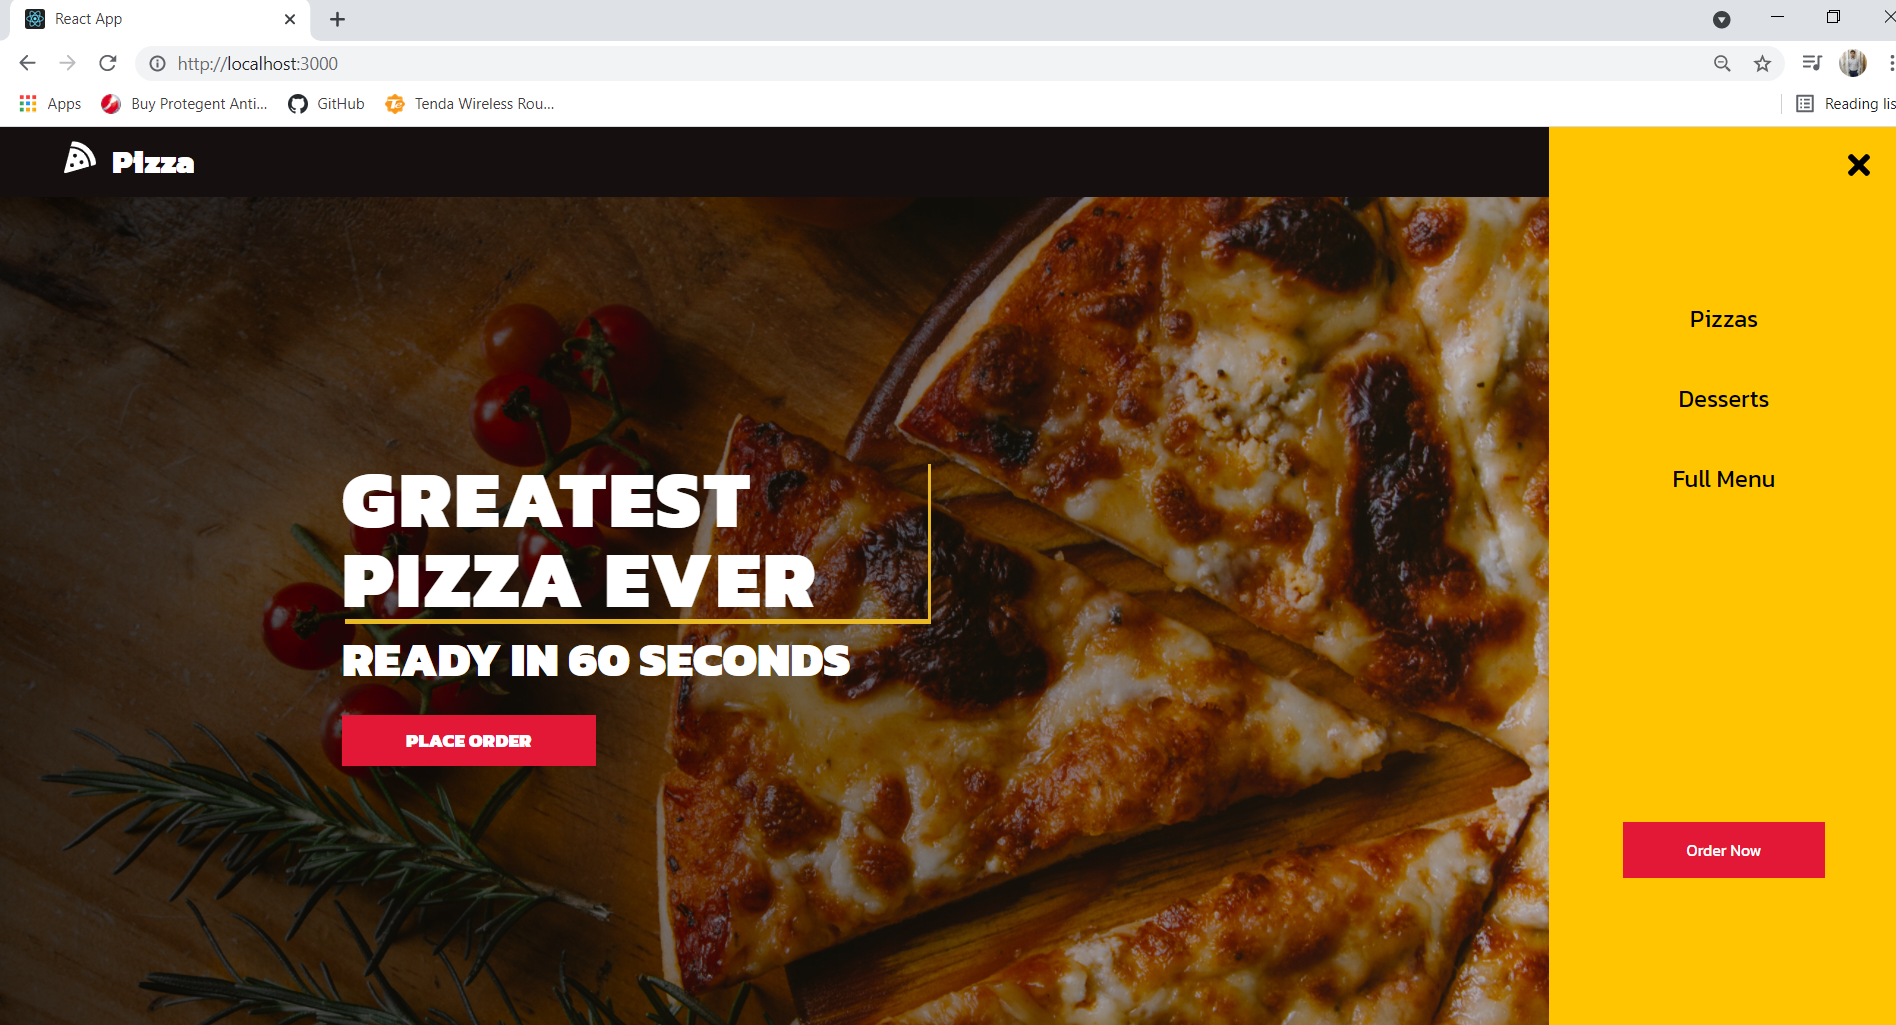 React App
http://localhost:3000
Apps
Buy Protegent Anti...
GitHub
Tenda Wireless Rou...
Reading lis
Pizza
Pizzas
Desserts
Full Menu
GREATEST
PIZZA EVER
READY IN 60 SECONDS
PLACE ORDER
Order Now